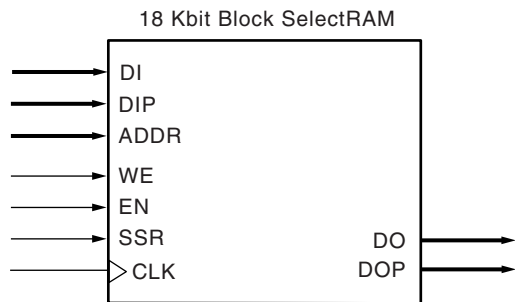 18 Kbit Block SelectRAM
DI
DIP
ADDR
WE
EN
SSR
CLK
DO
DOP